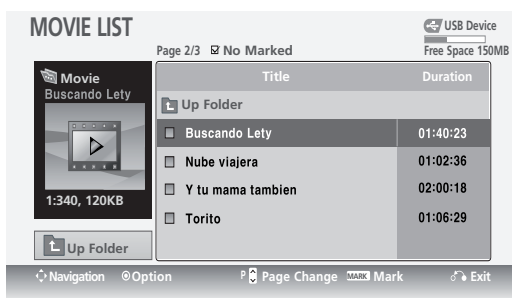 MOVIE LIST
USB Device
Page 2/3 No Marked
Free Space 150MB
Movie
Buscando Lety
1:340, 120KB
Up Folder
Title Duration
Up Folder
Buscando Lety 01:40:23
Nube viajera 01:02:36
Y tu mama tambien 02:00:18
Torito 01:06:29
Navigation Option P Page Change MARK Mark Exit